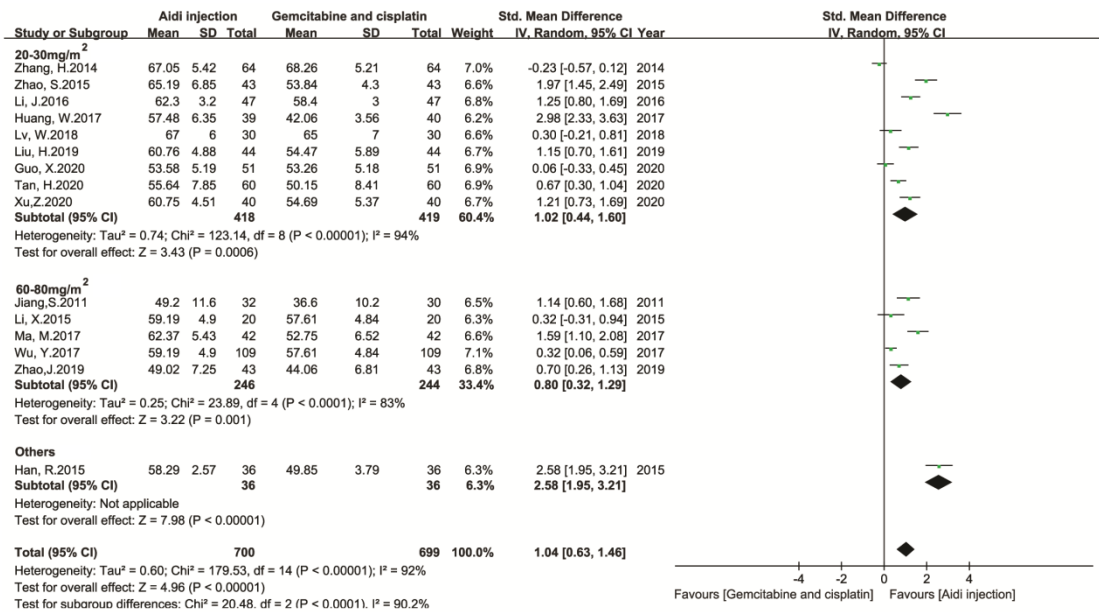 Aidi injection Gemcitabine and cisplatin Std. Mean Difference Std. Mean Difference
Study or Subgroup Mean SD Total Mean SD Total Weight IV, Random, 95% CI Year IV, Random, 95% CI
20-30mg/m²
Zhang, H.2014 67.05 5.42 64 68.26 5.21 64 7.0% -0.23 [-0.57, 0.12] 2014
Zhao, S.2015 65.19 6.85 43 53.84 4.3 43 6.6% 1.97 [1.45, 2.49] 2015
Li, J.2016 62.3 3.2 47 58.4 3 47 6.8% 1.25 [0.80, 1.69] 2016
Huang, W.2017 57.48 6.35 39 42.06 3.56 40 6.2% 2.98 [2.33, 3.63] 2017
Lv, W.2018 67 6 30 65 7 30 6.6% 0.30 [-0.21, 0.81] 2018
Liu, H.2019 60.76 4.88 44 54.47 5.89 44 6.7% 1.15 [0.70, 1.61] 2019
Guo, X.2020 53.58 5.19 51 53.26 5.18 51 6.9% 0.06 [-0.33, 0.45] 2020
Tan, H.2020 55.64 7.85 60 50.15 8.41 60 6.9% 0.67 [0.30, 1.04] 2020
Xu,Z.2020 60.75 4.51 40 54.69 5.37 40 6.7% 1.21 [0.73, 1.69] 2020
Subtotal (95% CI) 418 419 60.4% 1.02 [0.44, 1.60]
Heterogeneity: Tau² = 0.74; Chi² = 123.14, df = 8 (P < 0.00001); I² = 94%
Test for overall effect: Z = 3.43 (P = 0.0006)
60-80mg/m²
Jiang,S.2011 49.2 11.6 32 36.6 10.2 30 6.5% 1.14 [0.60, 1.68] 2011
Li, X.2015 59.19 4.9 20 57.61 4.84 20 6.3% 0.32 [-0.31, 0.94] 2015
Ma, M.2017 62.37 5.43 42 52.75 6.52 42 6.7% 1.59 [1.10, 2.08] 2017
Wu, Y.2017 59.19 4.9 109 57.61 4.84 109 7.1% 0.32 [0.06, 0.59] 2017
Zhao,J.2019 49.02 7.25 43 44.06 6.81 43 6.8% 0.70 [0.26, 1.13] 2019
Subtotal (95% CI) 246 244 33.4% 0.80 [0.32, 1.29]
Heterogeneity: Tau² = 0.25; Chi² = 23.89, df = 4 (P < 0.0001); I² = 83%
Test for overall effect: Z = 3.22 (P = 0.001)
Others
Han, R.2015 58.29 2.57 36 49.85 3.79 36 6.3% 2.58 [1.95, 3.21] 2015
Subtotal (95% CI) 36 36 6.3% 2.58 [1.95, 3.21]
Heterogeneity: Not applicable
Test for overall effect: Z = 7.98 (P < 0.00001)
Total (95% CI) 700 699 100.0% 1.04 [0.63, 1.46]
Heterogeneity: Tau² = 0.60; Chi² = 179.53, df = 14 (P < 0.00001); I² = 92%
Test for overall effect: Z = 4.96 (P < 0.00001)
Test for subgroup differences: Chi² = 20.48, df = 2 (P < 0.0001), I² = 90.2%
-4 -2 0 2 4
Favours [Gemcitabine and cisplatin] Favours [Aidi injection]